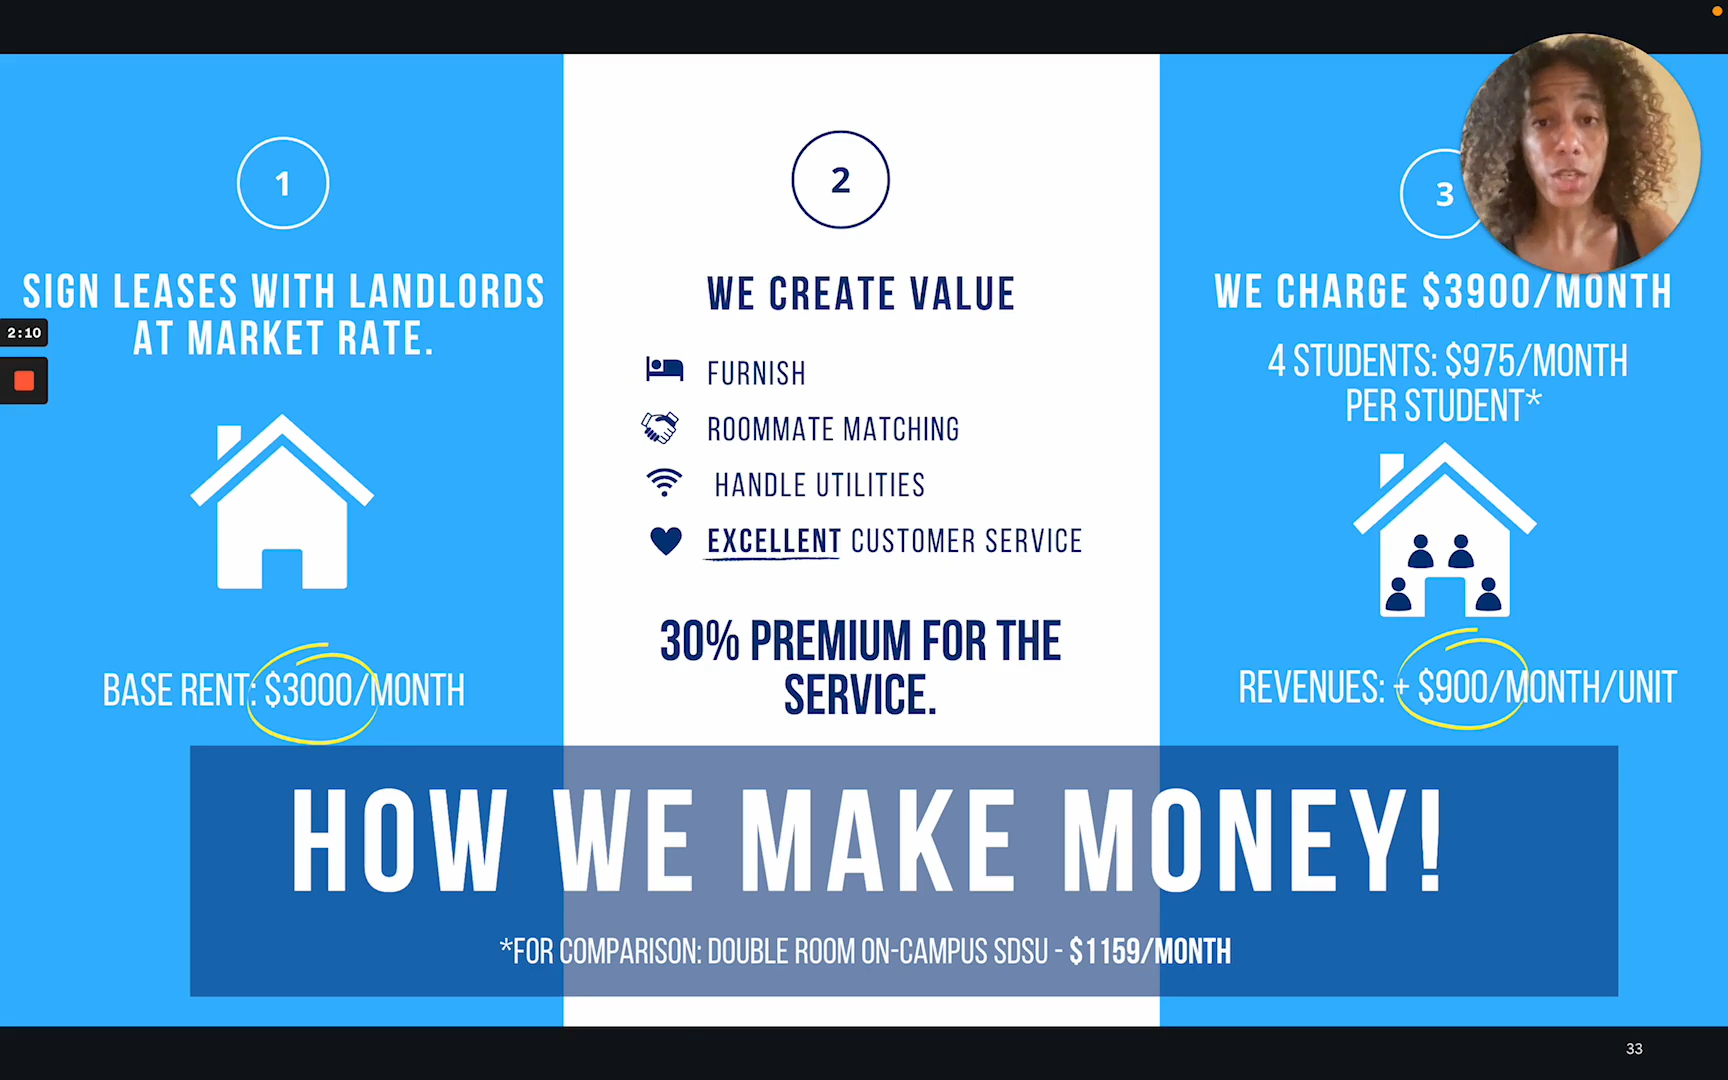 1
SIGN LEASES WITH LANDLORDS
AT MARKET RATE.
2:10
BASE RENT: $3000/MONTH
2
WE CREATE VALUE
FURNISH
ROOMMATE MATCHING
HANDLE UTILITIES
EXCELLENT CUSTOMER SERVICE
30% PREMIUM FOR THE
SERVICE.
3
WE CHARGE $3900/MONTH
4 STUDENTS: $975/MONTH
PER STUDENT*
REVENUES: + $900/MONTH/UNIT
HOW WE MAKE MONEY!
*FOR COMPARISON: DOUBLE ROOM ON-CAMPUS SDSU - $1159/MONTH
33